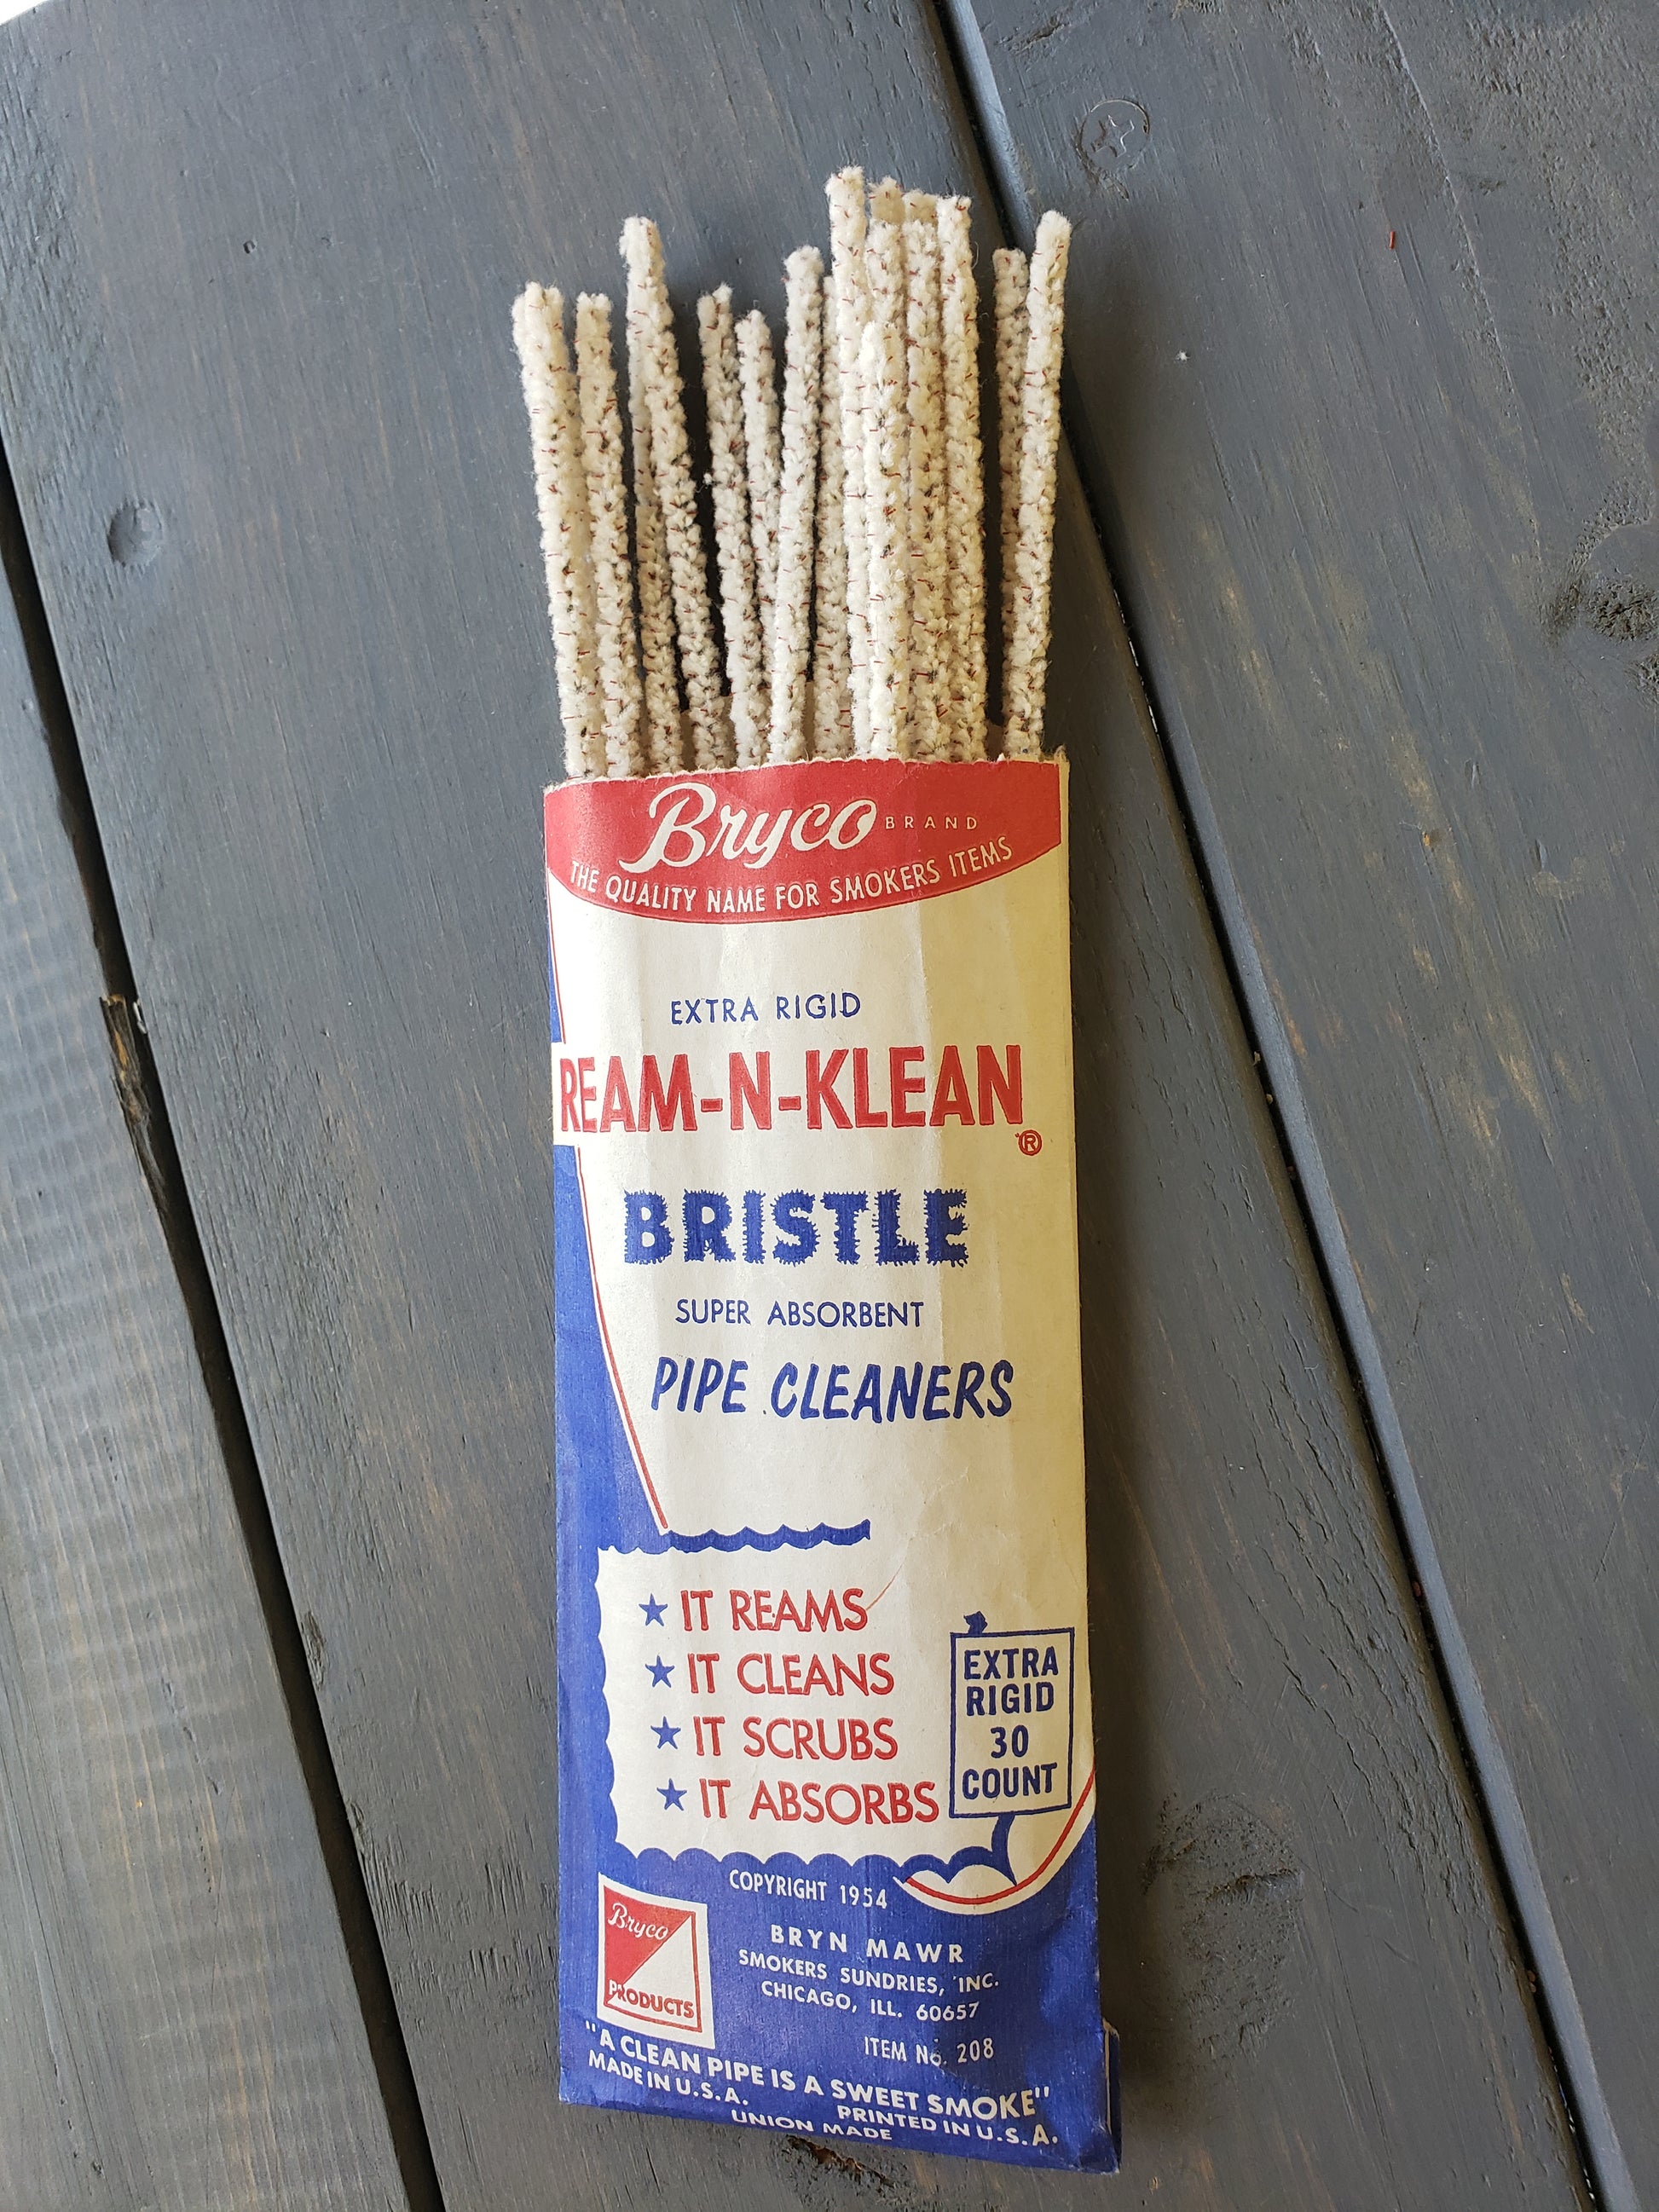 Bryco BRAND
THE QUALITY NAME FOR SMOKERS ITEMS
EXTRA RIGID
REAM-N-KLEAN®
BRISTLE
SUPER ABSORBENT
PIPE CLEANERS
★ IT REAMS
★ IT CLEANS
★ IT SCRUBS
★ IT ABSORBS
EXTRA
RIGID
30
COUNT
COPYRIGHT 1954
Bryco
PRODUCTS
BRYN MAWR
SMOKERS SUNDRIES, INC.
CHICAGO, ILL. 60657
ITEM No. 208
"A CLEAN PIPE IS A SWEET SMOKE"
MADE IN U.S.A. PRINTED IN U.S.A.
UNION MADE